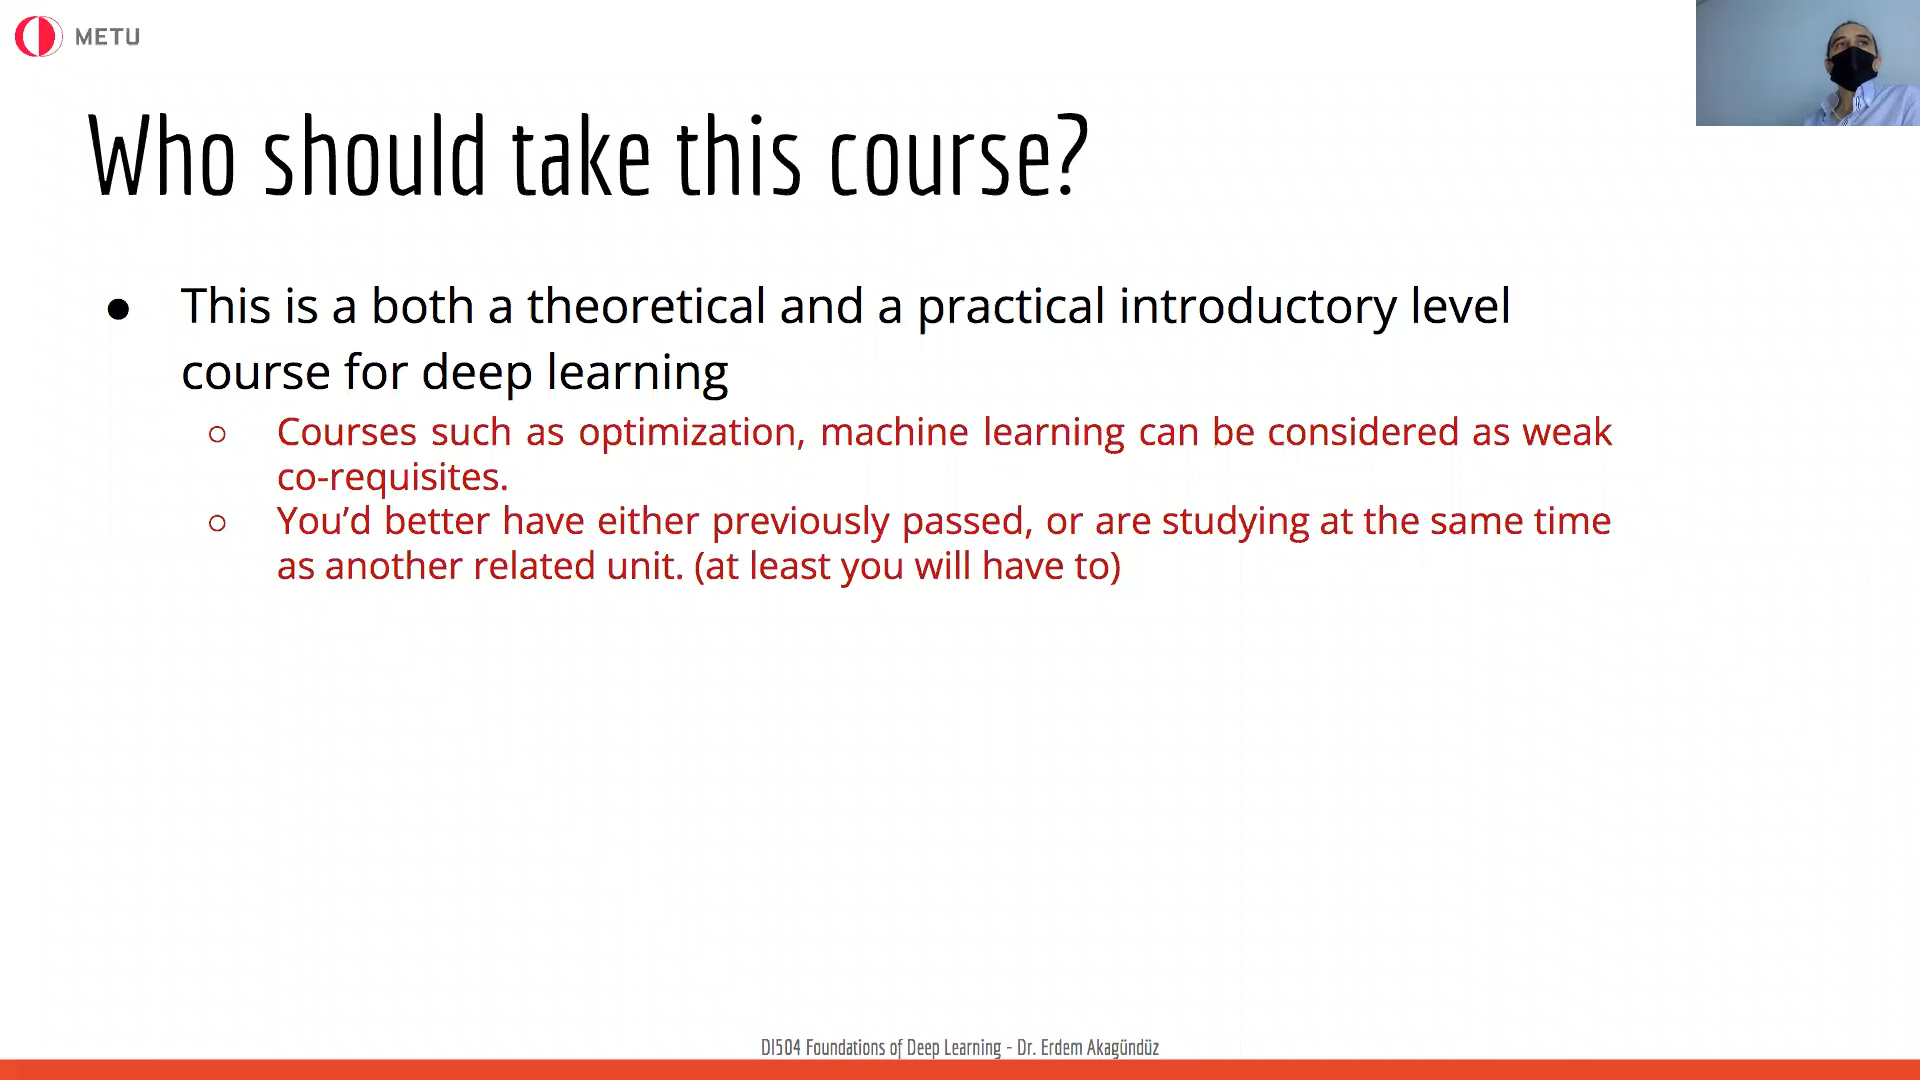 METU
Who should take this course?
● This is a both a theoretical and a practical introductory level
course for deep learning
○ Courses such as optimization, machine learning can be considered as weak
co-requisites.
○ You’d better have either previously passed, or are studying at the same time
as another related unit. (at least you will have to)
DI504 Foundations of Deep Learning - Dr. Erdem Akagündüz